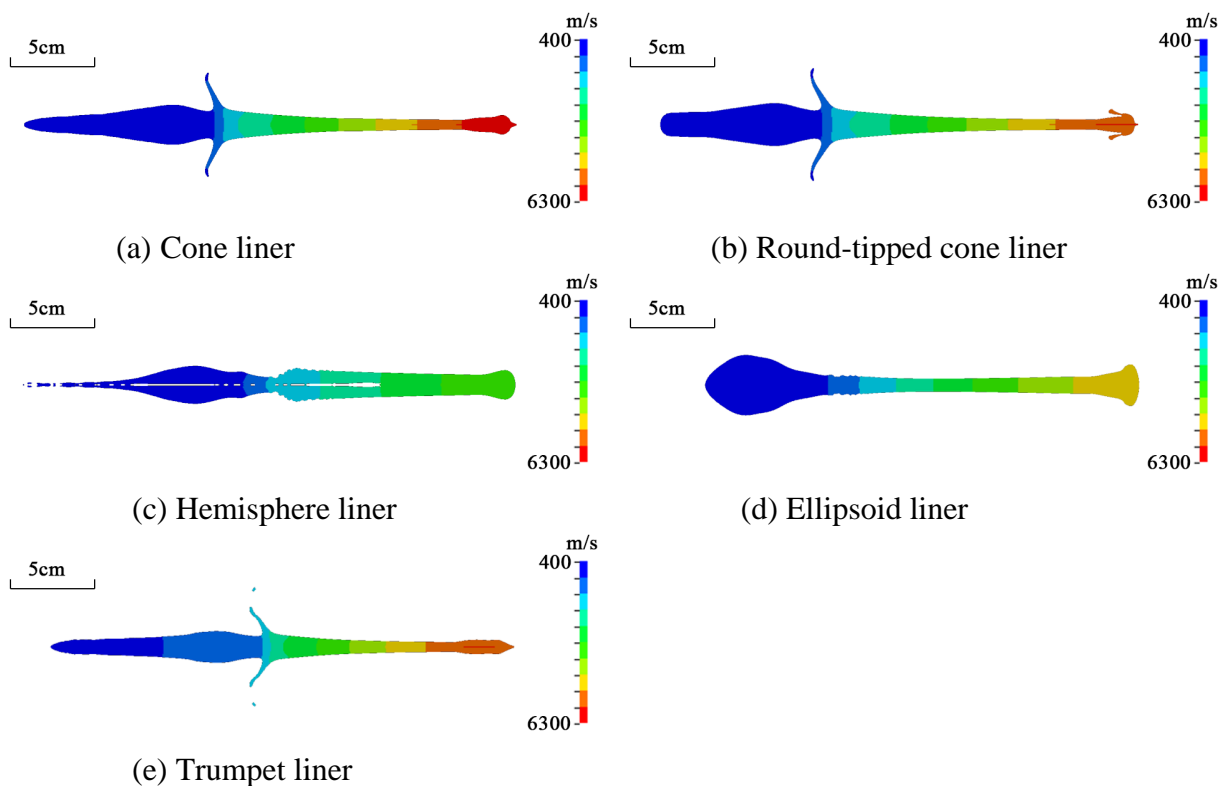 m/s
400
5cm
6300
(a) Cone liner
m/s
400
5cm
6300
(b) Round-tipped cone liner
m/s
400
5cm
6300
(c) Hemisphere liner
m/s
400
5cm
6300
(d) Ellipsoid liner
m/s
400
5cm
6300
(e) Trumpet liner